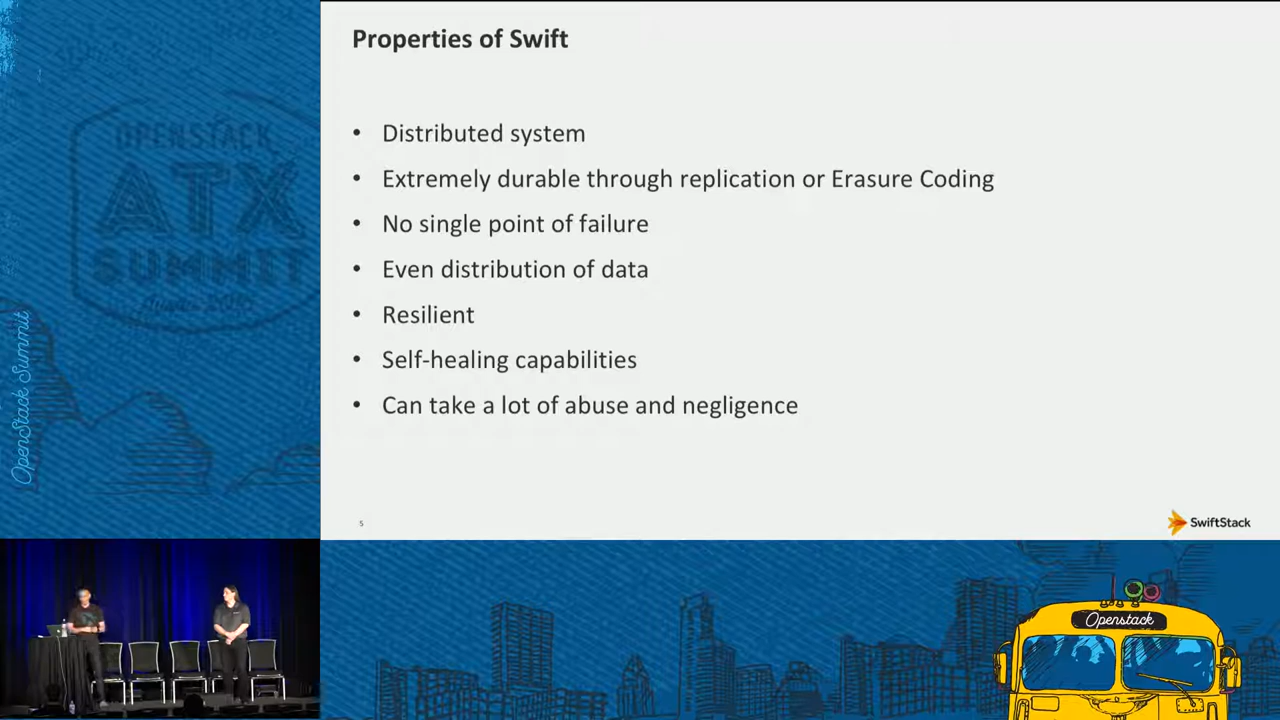 Properties of Swift
• Distributed system
• Extremely durable through replication or Erasure Coding
• No single point of failure
• Even distribution of data
• Resilient
• Self-healing capabilities
• Can take a lot of abuse and negligence
5
SwiftStack
OPENSTACK
ATX
SUMMIT
OpenStack Summit
Openstack